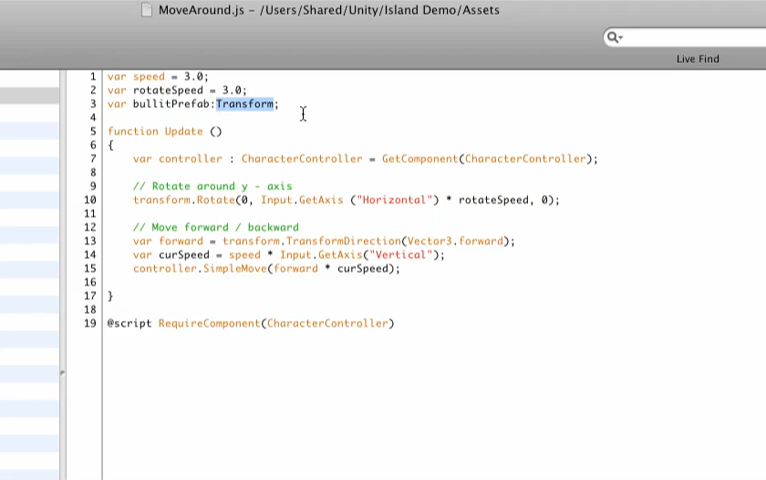 MoveAround.js – /Users/Shared/Unity/Island Demo/Assets
Live Find
1 var speed = 3.0;
2 var rotateSpeed = 3.0;
3 var bullitPrefab:Transform;
4
5 function Update ()
6 {
7 var controller : CharacterController = GetComponent(CharacterController);
8
9 // Rotate around y - axis
10 transform.Rotate(0, Input.GetAxis ("Horizontal") * rotateSpeed, 0);
11
12 // Move forward / backward
13 var forward = transform.TransformDirection(Vector3.forward);
14 var curSpeed = speed * Input.GetAxis("Vertical");
15 controller.SimpleMove(forward * curSpeed);
16
17 }
18
19 @script RequireComponent(CharacterController)